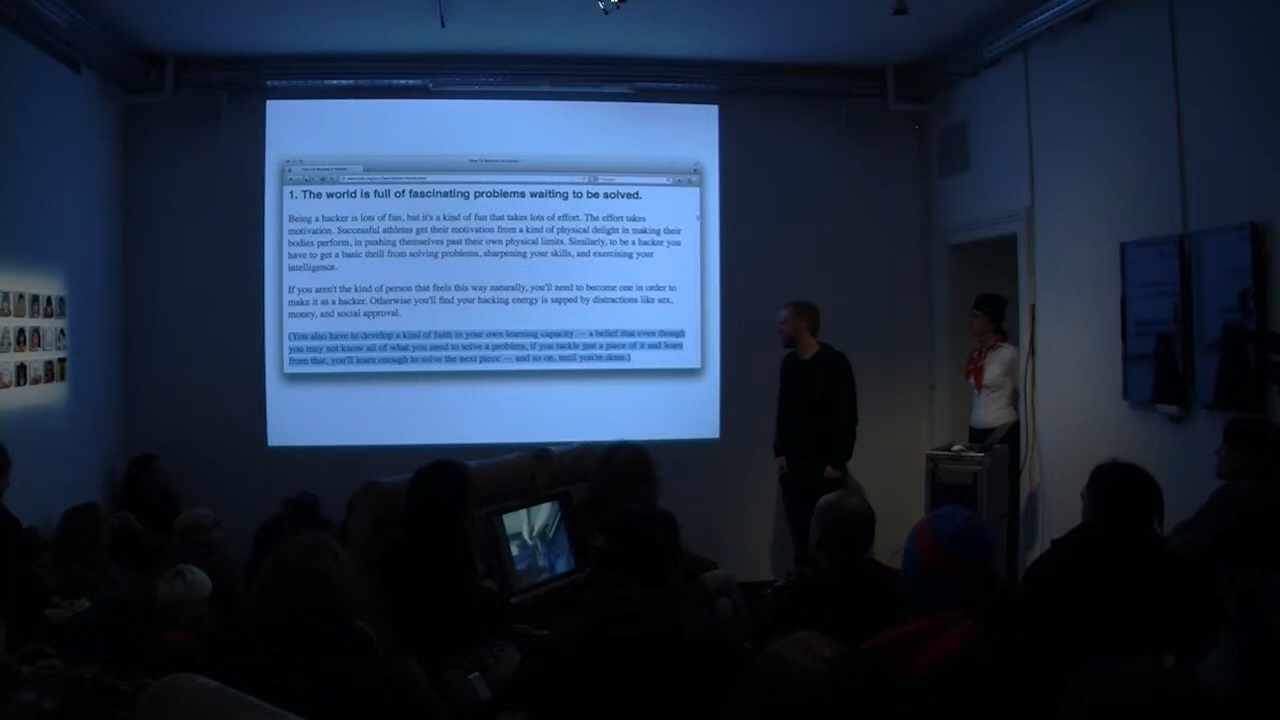 1. The world is full of fascinating problems waiting to be solved.
Being a hacker is lots of fun, but it's a kind of fun that takes lots of effort. The effort takes
motivation. Successful athletes get their motivation from a kind of physical delight in making their
bodies perform, in pushing themselves past their own physical limits. Similarly, to be a hacker you
have to get a basic thrill from solving problems, sharpening your skills, and exercising your
intelligence.
If you aren't the kind of person that feels this way naturally, you'll need to become one in order to
make it as a hacker. Otherwise you'll find your hacking energy is sapped by distractions like sex,
money, and social approval.
(You also have to develop a kind of faith in your own learning capacity — a belief that even though
you may not know all of what you need to solve a problem, if you tackle just a piece of it and learn
from that, you'll learn enough to solve the next piece — and so on, until you're done.)